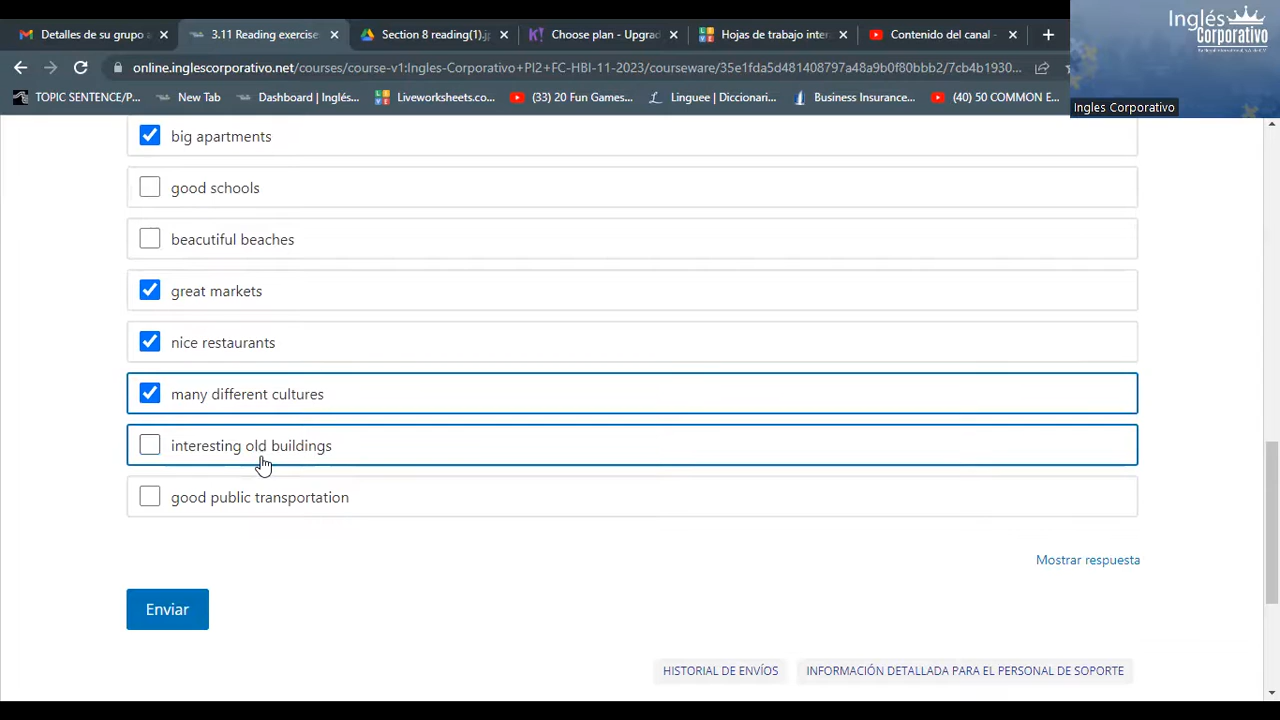 Detalles de su grupo a
3.11 Reading exercise
Section 8 reading(1).j
Choose plan - Upgrad
Hojas de trabajo inter
Contenido del canal -
Inglés
Corporativo
online.inglescorporativo.net/courses/course-v1:Ingles-Corporativo+PI2+FC-HBI-11-2023/courseware/35e1fda5d481408797a48a9b0f80bbb2/7cb4b1930...
TOPIC SENTENCE/P...
New Tab
Dashboard | Inglés...
Liveworksheets.co...
(33) 20 Fun Games...
Linguee | Diccionari...
Business Insurance...
(40) 50 COMMON E...
Ingles Corporativo
big apartments
good schools
beacutiful beaches
great markets
nice restaurants
many different cultures
interesting old buildings
good public transportation
Mostrar respuesta
Enviar
HISTORIAL DE ENVÍOS
INFORMACIÓN DETALLADA PARA EL PERSONAL DE SOPORTE